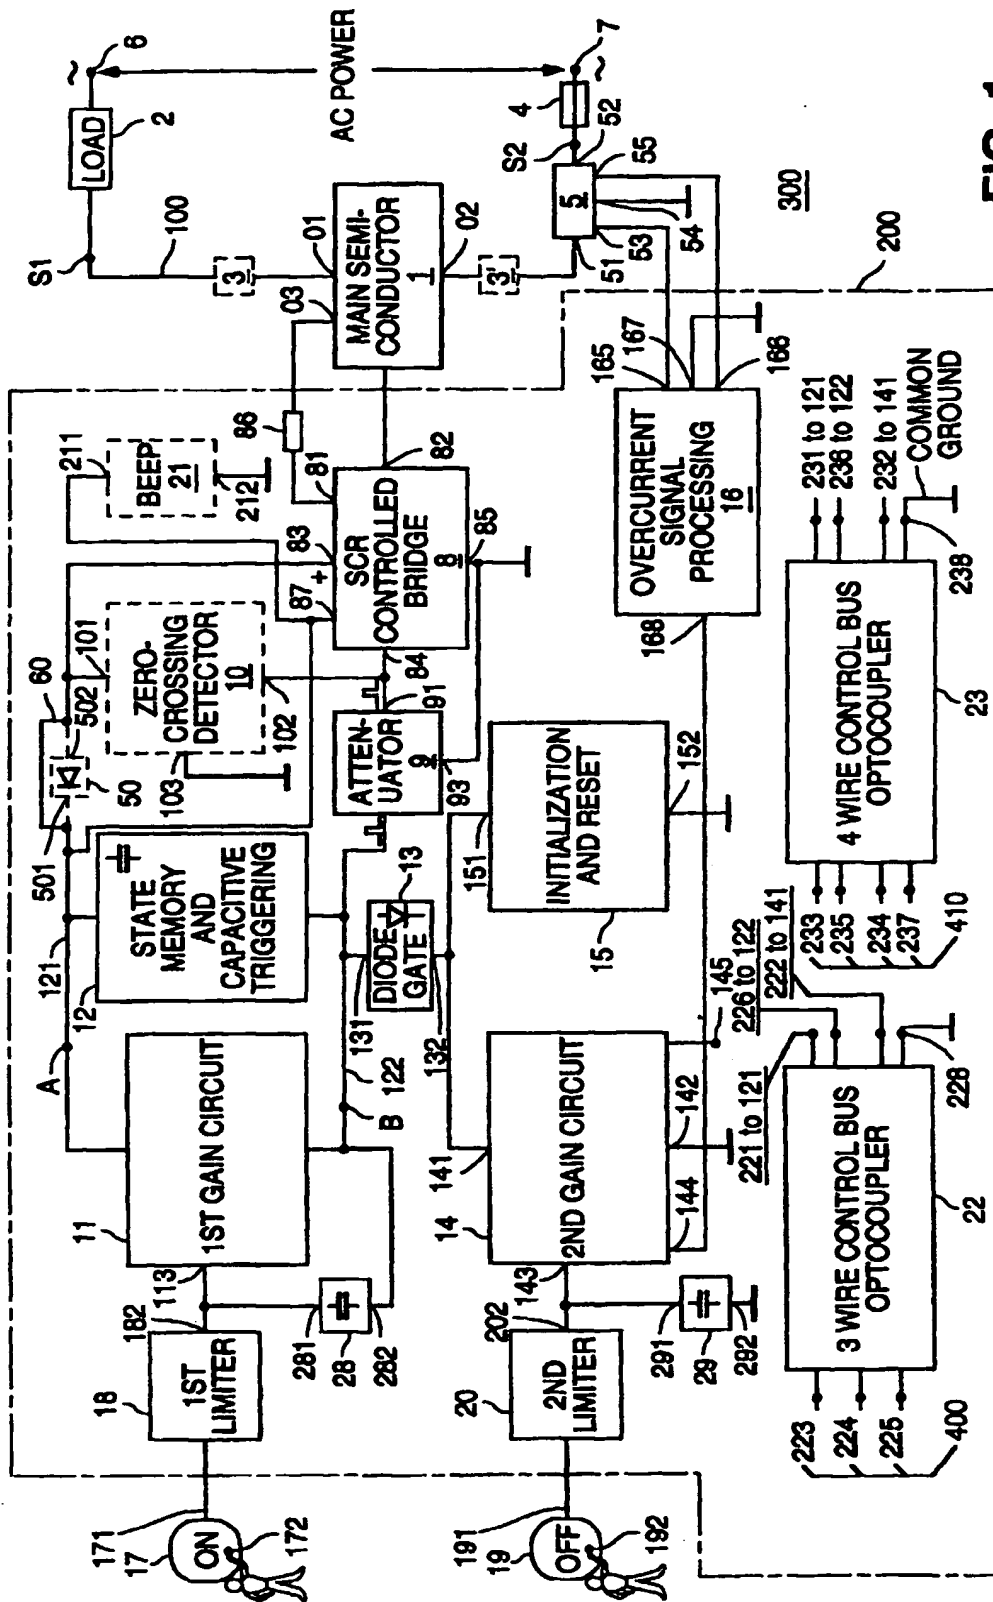 FIG. 1
AC POWER
6
7
~
~
LOAD
2
S1
100
4
S2
52
55
5
54
53
51
300
200
3
3'
01
02
03
MAIN SEMI-
CONDUCTOR
1
86
211
BEEP
21
212
81
82
83
+
87
SCR
CONTROLLED
BRIDGE
8
85
84
165
167
166
OVERCURRENT
SIGNAL
PROCESSING
16
168
60
502
501
50
101
ZERO-
CROSSING
DETECTOR
10
102
103
91
ATTEN-
UATOR
9
93
121
12
STATE
MEMORY
AND
CAPACITIVE
TRIGGERING
13
DIODE
GATE
131
132
122
151
INITIALIZATION
AND RESET
15
152
A
B
11
1ST GAIN CIRCUIT
113
141
14
2ND GAIN CIRCUIT
143
142
144
145
182
18
1ST
LIMITER
281
28
282
202
20
2ND
LIMITER
291
29
292
171
17
ON
172
191
19
OFF
192
231 to 121
236 to 122
232 to 141
COMMON
GROUND
238
4 WIRE CONTROL BUS
OPTOCOUPLER
23
233
235
234
237
410
221 to 121
226 to 122
222 to 141
228
3 WIRE CONTROL BUS
OPTOCOUPLER
22
223
224
225
400